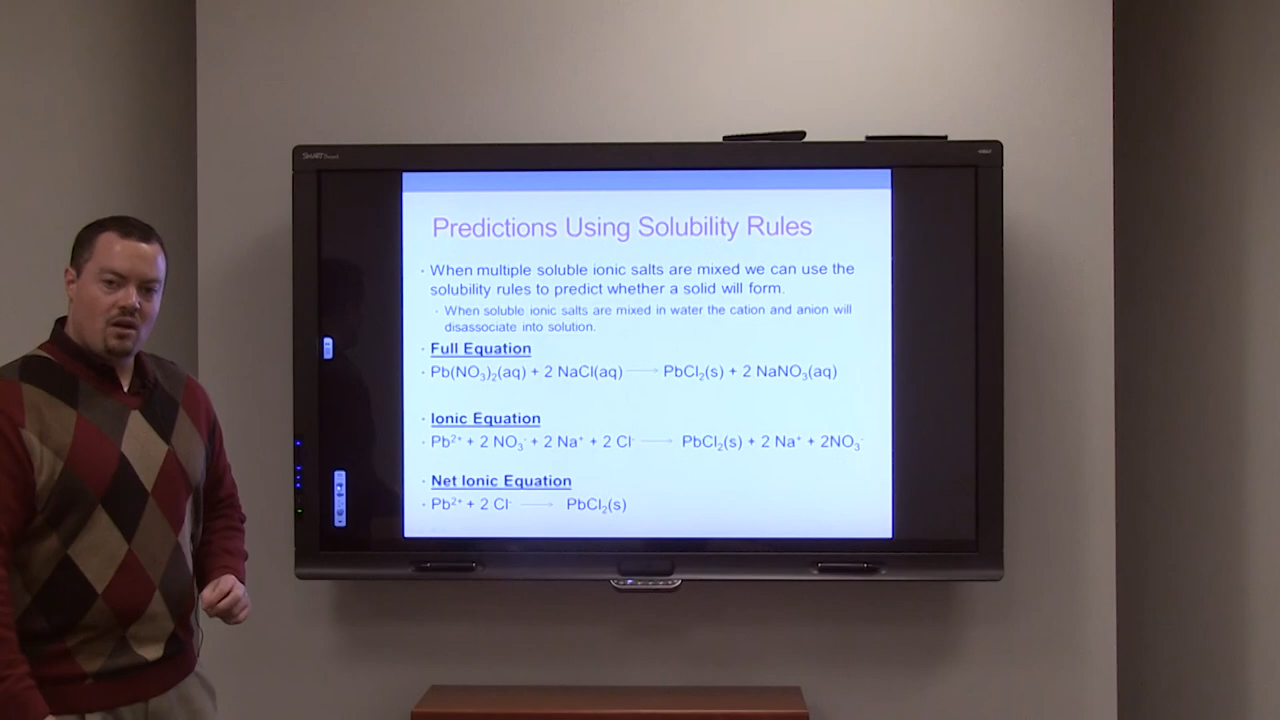 SMART Board
Predictions Using Solubility Rules
· When multiple soluble ionic salts are mixed we can use the
solubility rules to predict whether a solid will form.
· When soluble ionic salts are mixed in water the cation and anion will
disassociate into solution.
· Full Equation
· Pb(NO₃)₂(aq) + 2 NaCl(aq) ⟶ PbCl₂(s) + 2 NaNO₃(aq)
· Ionic Equation
· Pb²⁺ + 2 NO₃⁻ + 2 Na⁺ + 2 Cl⁻ ⟶ PbCl₂(s) + 2 Na⁺ + 2NO₃⁻
· Net Ionic Equation
· Pb²⁺ + 2 Cl⁻ ⟶ PbCl₂(s)